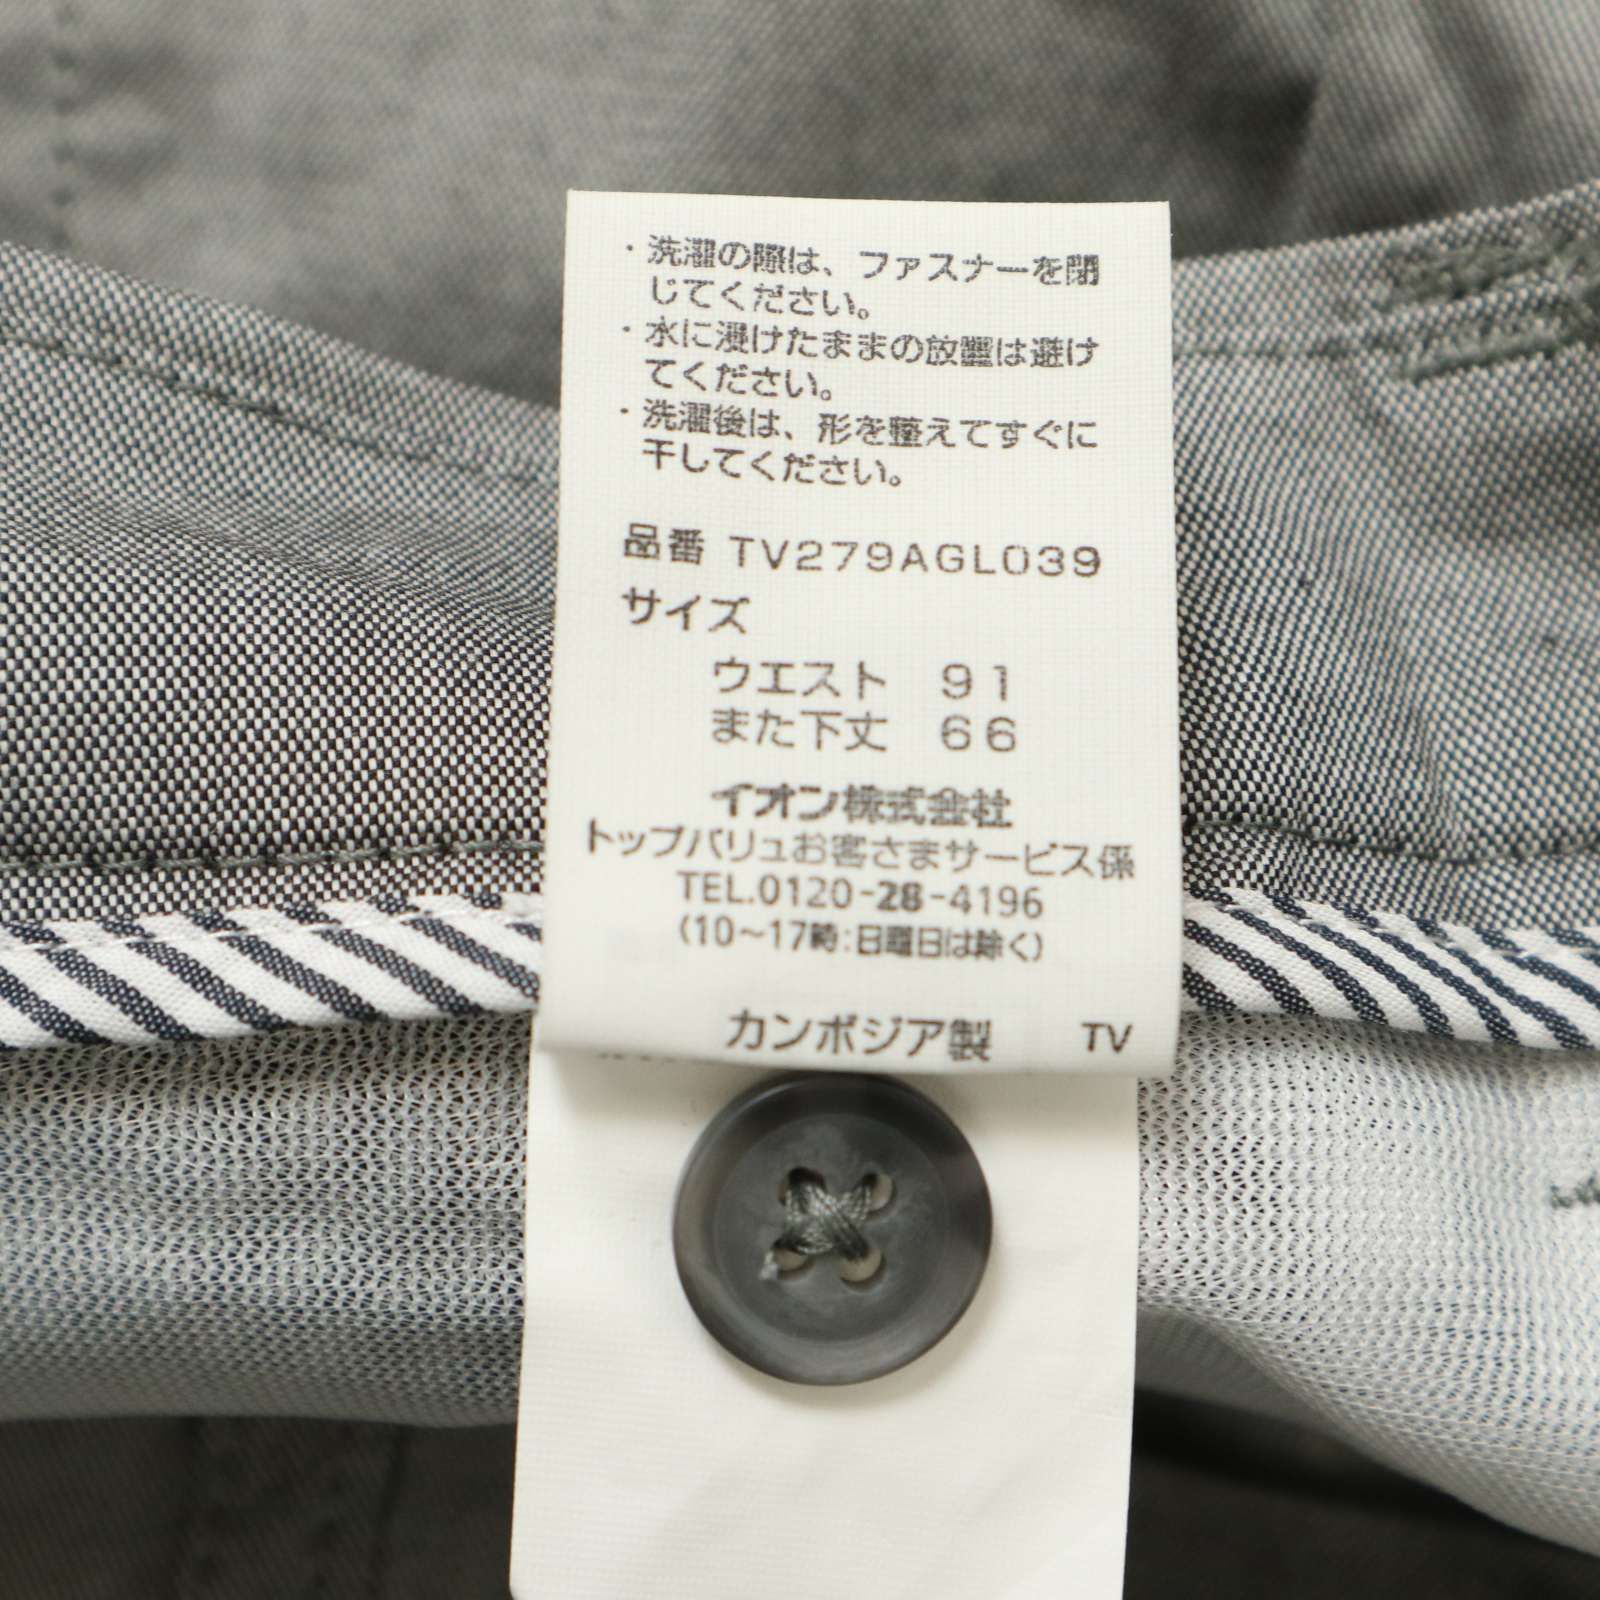 ・洗濯の際は、ファスナーを閉
じてください。
・水に浸けたままの放置は避け
てください。
・洗濯後は、形を整えてすぐに
干してください。
品番 TV279AGL039
サイズ
ウエスト 91
また下丈 66
イオン株式会社
トップバリュお客さまサービス係
TEL.0120-28-4196
(10～17時:日曜日は除く)
カンボジア製 TV